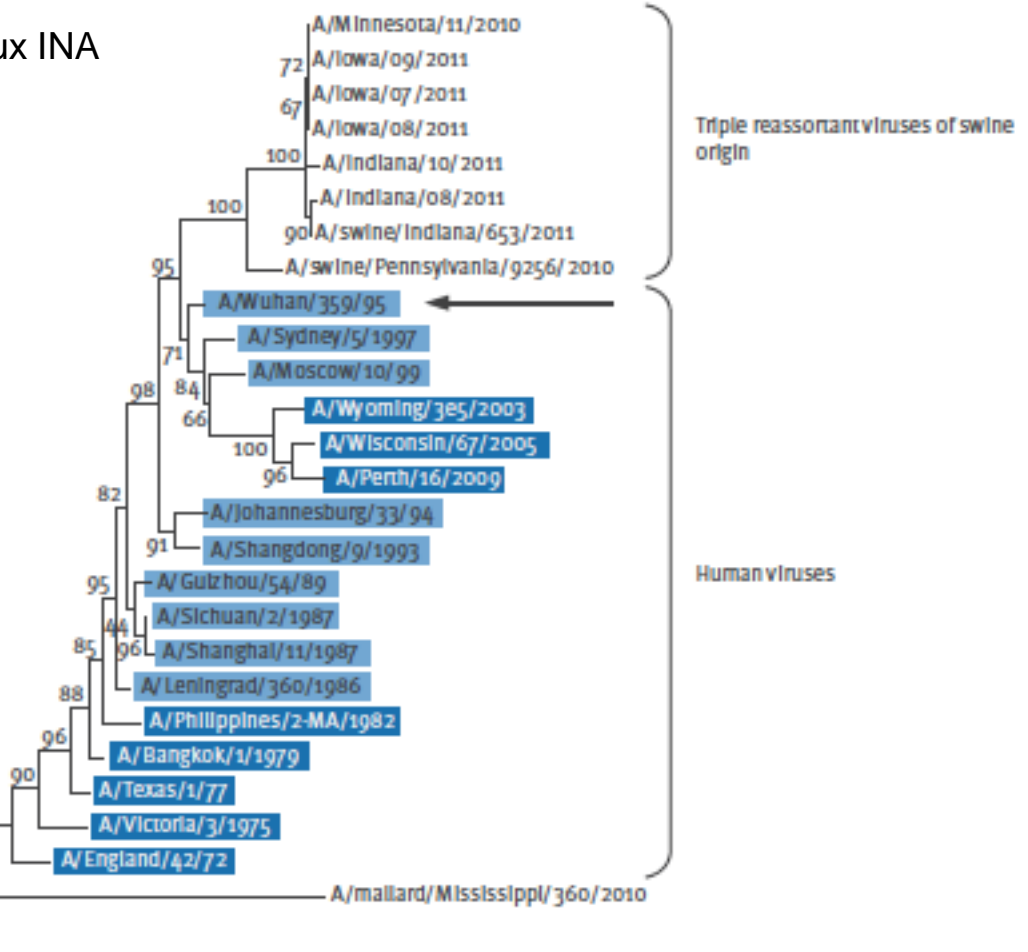 ux INA
A/Minnesota/11/2010
72
A/Iowa/09/2011
A/Iowa/07/2011
67
A/Iowa/08/2011
100
A/Indiana/10/2011
A/Indiana/08/2011
100
90
A/swine/Indiana/653/2011
A/swine/Pennsylvania/9256/2010
Triple reassortant viruses of swine
origin
95
A/Wuhan/359/95
A/Sydney/5/1997
71
A/Moscow/10/99
84
98
A/Wyoming/3e5/2003
66
A/Wisconsin/67/2005
100
A/Perth/16/2009
96
82
A/Johannesburg/33/94
91
A/Shangdong/9/1993
Human viruses
95
A/Guizhou/54/89
A/Sichuan/2/1987
44
85
96
A/Shanghai/11/1987
A/Leningrad/360/1986
88
A/Philippines/2-MA/1982
96
A/Bangkok/1/1979
90
A/Texas/1/77
A/Victoria/3/1975
A/England/42/72
A/mallard/Mississippi/360/2010